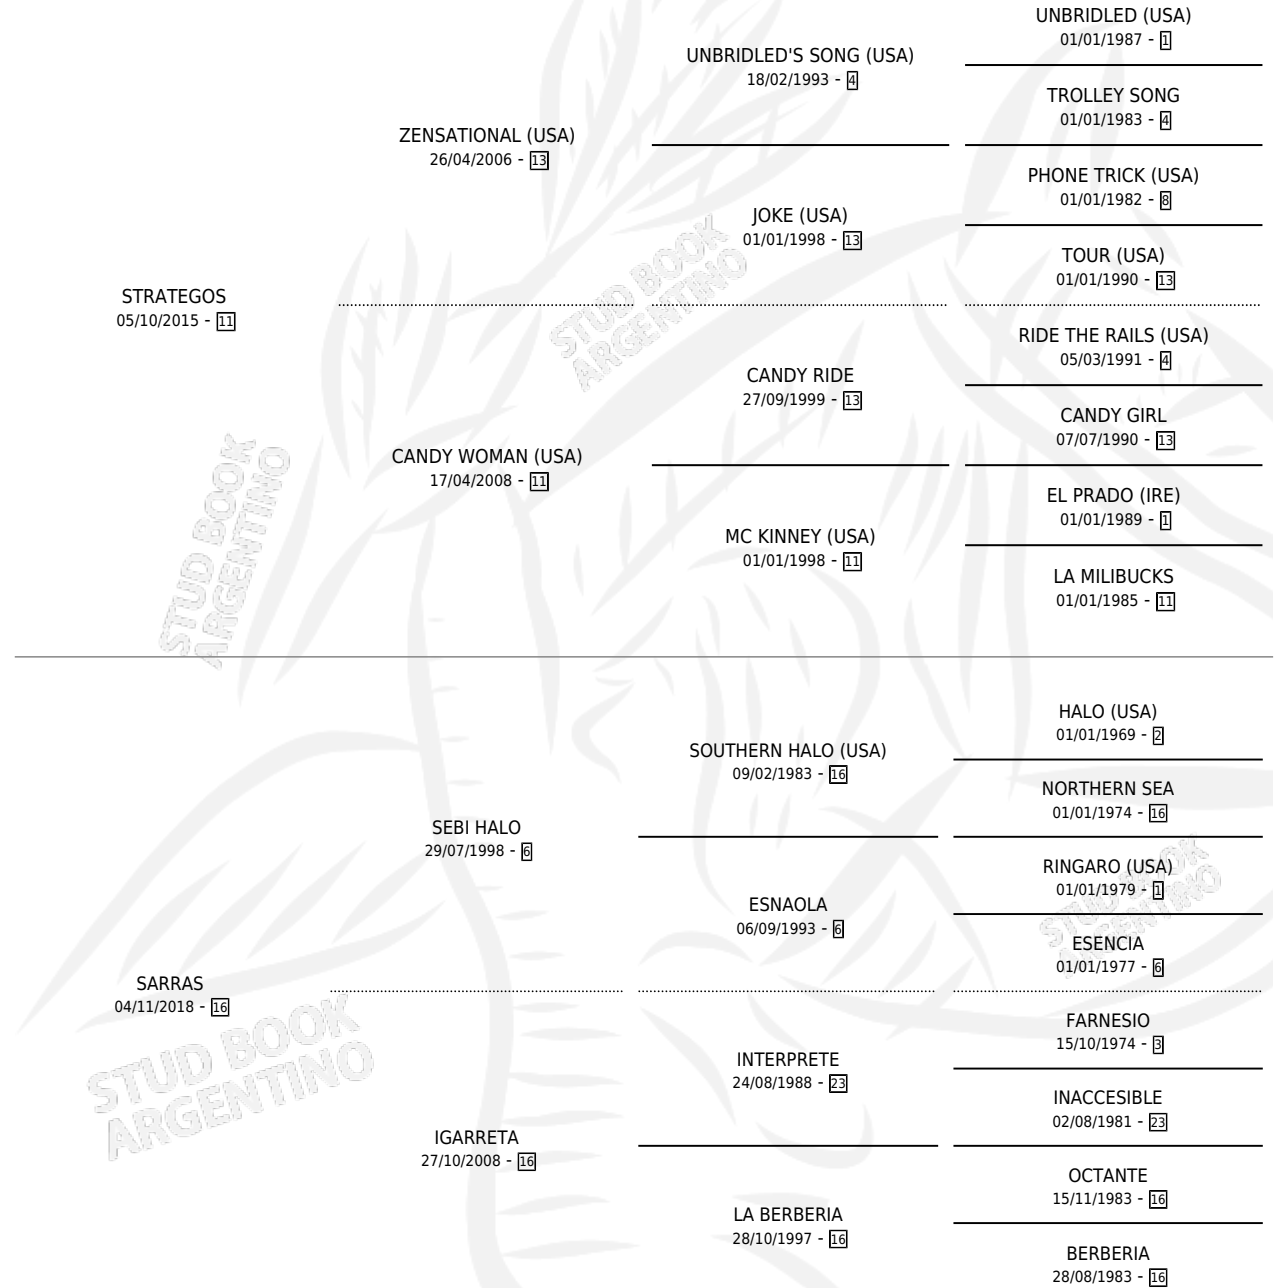 UNBRIDLED (USA)
01/01/1987 - 1
UNBRIDLED'S SONG (USA)
18/02/1993 - 4
TROLLEY SONG
01/01/1983 - 4
ZENSATIONAL (USA)
26/04/2006 - 13
PHONE TRICK (USA)
01/01/1982 - 8
JOKE (USA)
01/01/1998 - 13
TOUR (USA)
01/01/1990 - 13
STRATEGOS
05/10/2015 - 11
STUD BOOK
ARGENTINO
RIDE THE RAILS (USA)
05/03/1991 - 4
CANDY RIDE
27/09/1999 - 13
CANDY GIRL
07/07/1990 - 13
CANDY WOMAN (USA)
17/04/2008 - 11
EL PRADO (IRE)
01/01/1989 - 1
MC KINNEY (USA)
01/01/1998 - 11
LA MILIBUCKS
01/01/1985 - 11
STUD BOOK
ARGENTINO
HALO (USA)
01/01/1969 - 2
SOUTHERN HALO (USA)
09/02/1983 - 16
NORTHERN SEA
01/01/1974 - 16
SEBI HALO
29/07/1998 - 6
RINGARO (USA)
01/01/1979 - 1
ESNAOLA
06/09/1993 - 6
ESENCIA
01/01/1977 - 6
STUD BOOK
ARGENTINO
SARRAS
04/11/2018 - 16
FARNESIO
15/10/1974 - 3
INTERPRETE
24/08/1988 - 23
INACCESIBLE
02/08/1981 - 23
STUD BOOK
ARGENTINO
IGARRETA
27/10/2008 - 16
OCTANTE
15/11/1983 - 16
LA BERBERIA
28/10/1997 - 16
BERBERIA
28/08/1983 - 16